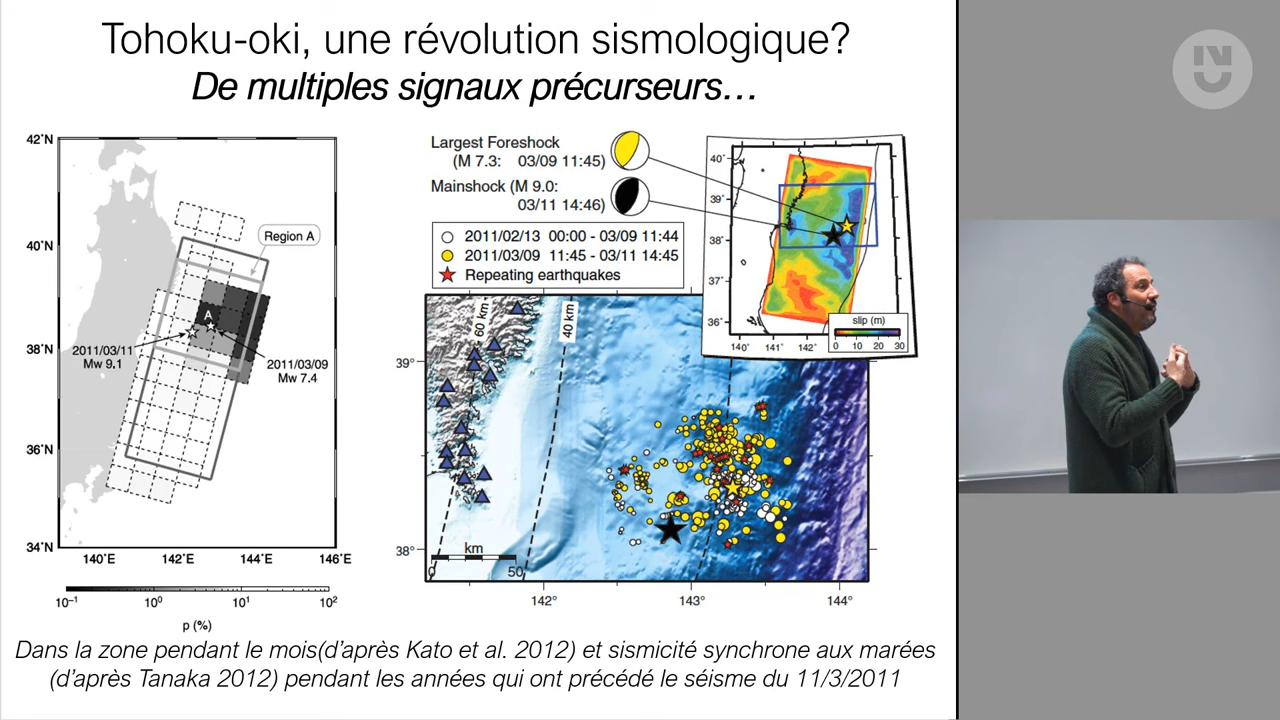 Tohoku-oki, une révolution sismologique?
De multiples signaux précurseurs…
42°N
40°N
38°N
36°N
34°N
140°E
142°E
144°E
146°E
Region A
A
2011/03/11
Mw 9.1
2011/03/09
Mw 7.4
10⁻¹
10⁰
10¹
10²
p (%)
Largest Foreshock
(M 7.3: 03/09 11:45)
Mainshock (M 9.0:
03/11 14:46)
2011/02/13 00:00 - 03/09 11:44
2011/03/09 11:45 - 03/11 14:45
Repeating earthquakes
40°
39°
38°
37°
36°
140°
141°
142°
slip (m)
0 10 20 30
60 km
40 km
39°
38°
km
0 50
142°
143°
144°
Dans la zone pendant le mois(d’après Kato et al. 2012) et sismicité synchrone aux marées
(d’après Tanaka 2012) pendant les années qui ont précédé le séisme du 11/3/2011